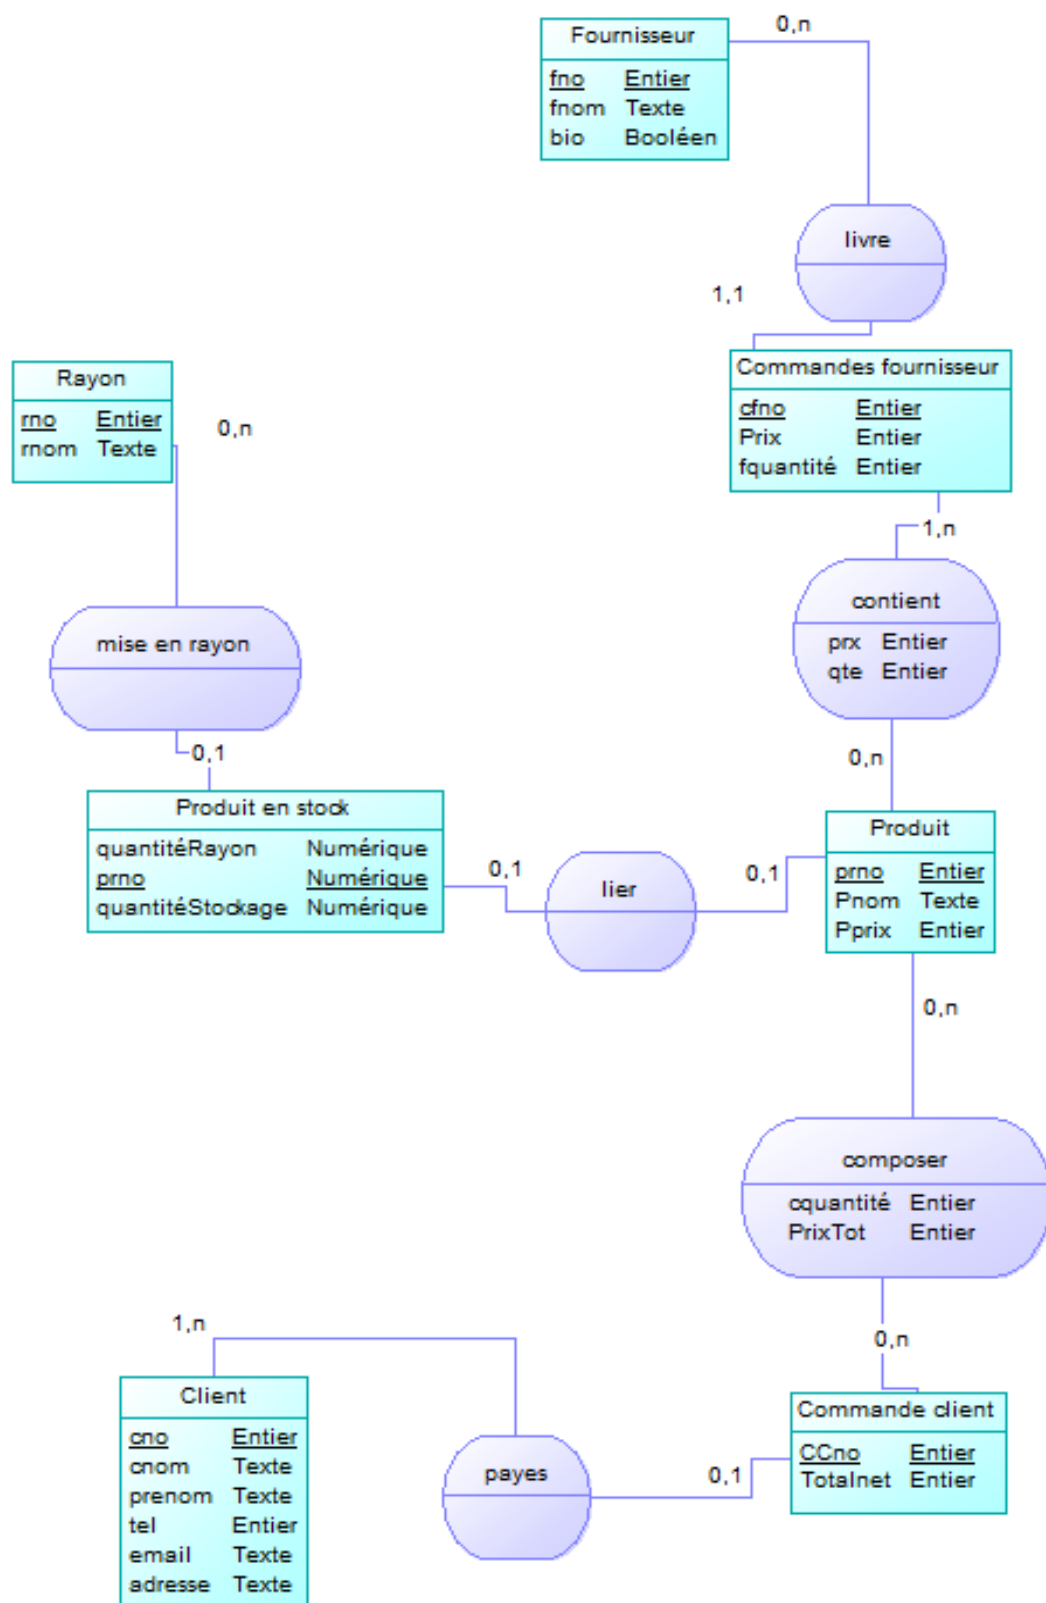 0,n
Fournisseur
fno Entier
fnom Texte
bio Booléen
livre
1,1
Commandes fournisseur
cfno Entier
Prix Entier
fquantité Entier
Rayon
rno Entier
rnom Texte
0,n
1,n
contient
prx Entier
qte Entier
mise en rayon
0,1
0,n
Produit en stock
quantitéRayon Numérique
prno Numérique
quantitéStockage Numérique
0,1
lier
0,1
Produit
prno Entier
Pnom Texte
Pprix Entier
0,n
composer
cquantité Entier
PrixTot Entier
0,n
1,n
Client
cno Entier
cnom Texte
prenom Texte
tel Entier
email Texte
adresse Texte
payes
0,1
Commande client
CCno Entier
Totalnet Entier